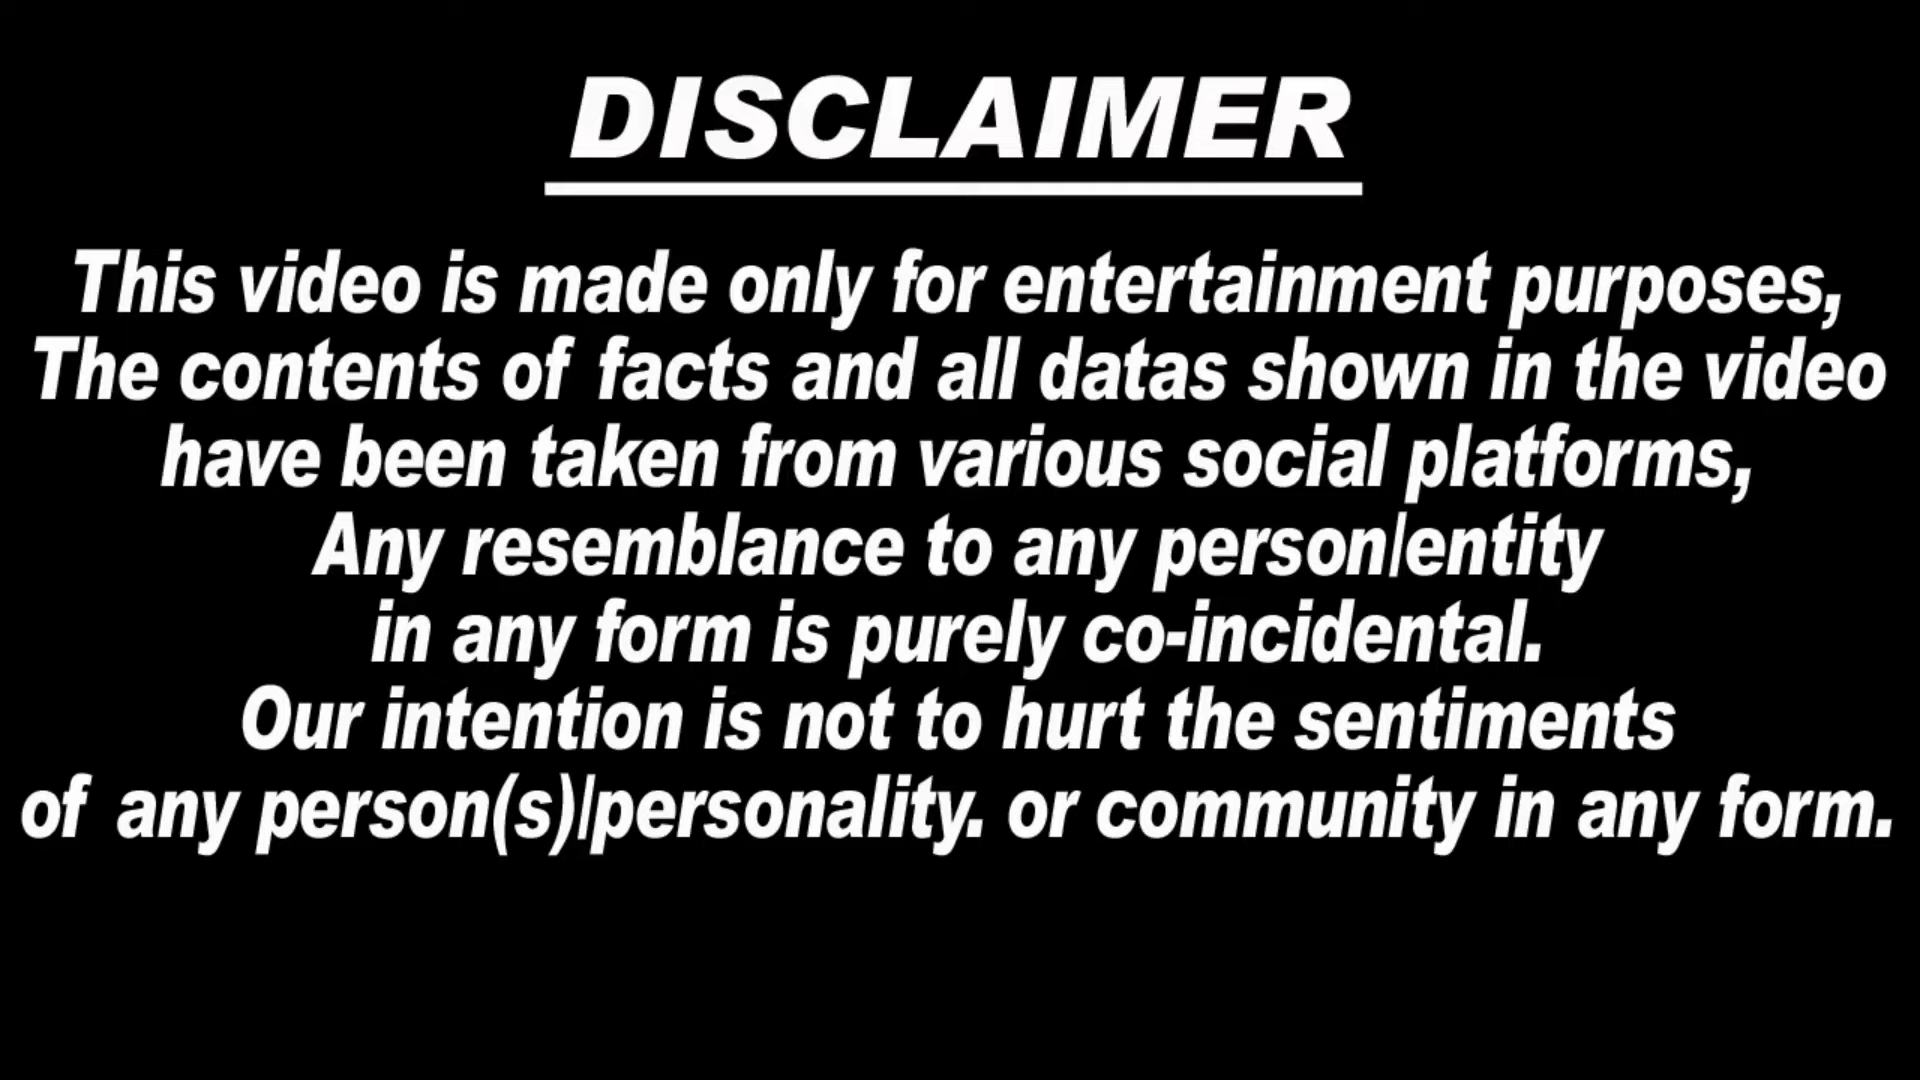 DISCLAIMER
This video is made only for entertainment purposes,
The contents of facts and all datas shown in the video
have been taken from various social platforms,
Any resemblance to any person/entity
in any form is purely co-incidental.
Our intention is not to hurt the sentiments
of any person(s)/personality. or community in any form.